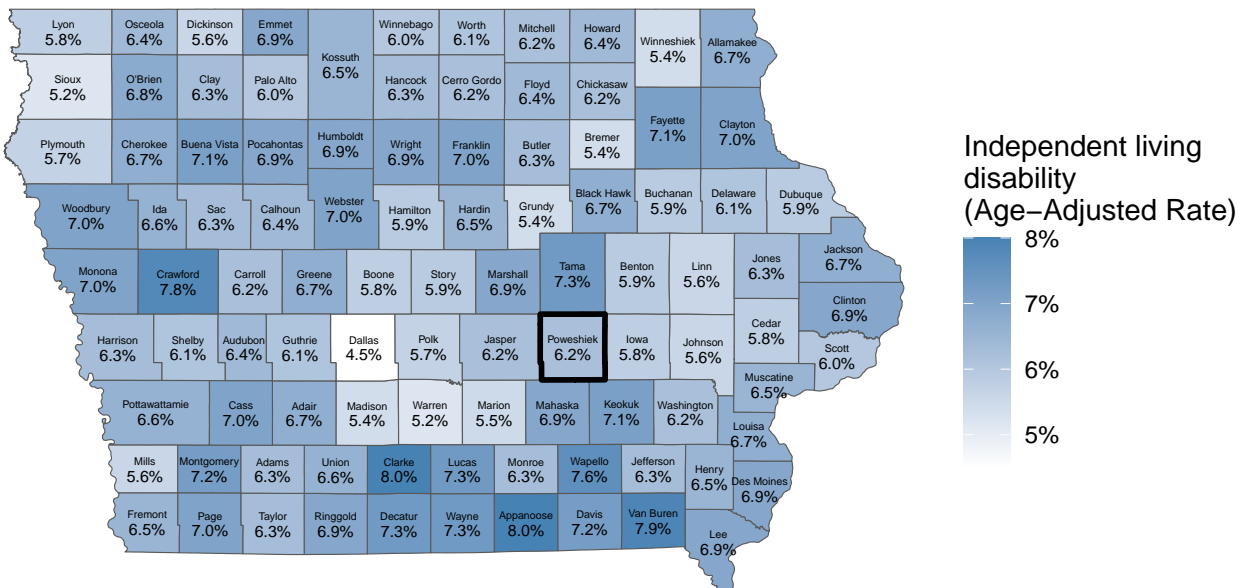 Lyon Osceola Dickinson Emmet Winnebago Worth Mitchell Howard Winneshiek Allamakee
5.8% 6.4% 5.6% 6.9% 6.0% 6.1% 6.2% 6.4% 5.4% 6.7%
Kossuth
6.5%
Sioux O'Brien Clay Palo Alto Hancock Cerro Gordo Floyd Chickasaw
5.2% 6.8% 6.3% 6.0% 6.3% 6.2% 6.4% 6.2%
Fayette Clayton
7.1% 7.0%
Plymouth Cherokee Buena Vista Pocahontas Humboldt Wright Franklin Butler Bremer
5.7% 6.7% 7.1% 6.9% 6.9% 6.9% 7.0% 6.3% 5.4%
Woodbury Ida Sac Calhoun Webster Hamilton Hardin Grundy Black Hawk Buchanan Delaware Dubuque
7.0% 6.6% 6.3% 6.4% 7.0% 5.9% 6.5% 5.4% 6.7% 5.9% 6.1% 5.9%
Monona Crawford Carroll Greene Boone Story Marshall Tama Benton Linn Jones Jackson
7.0% 7.8% 6.2% 6.7% 5.8% 5.9% 6.9% 7.3% 5.9% 5.6% 6.3% 6.7%
Clinton
6.9%
Harrison Shelby Audubon Guthrie Dallas Polk Jasper Poweshiek Iowa Johnson Cedar Scott
6.3% 6.1% 6.4% 6.1% 4.5% 5.7% 6.2% 6.2% 5.8% 5.6% 5.8% 6.0%
Muscatine
6.5%
Pottawattamie Cass Adair Madison Warren Marion Mahaska Keokuk Washington Louisa
6.6% 7.0% 6.7% 5.4% 5.2% 5.5% 6.9% 7.1% 6.2% 6.7%
Mills Montgomery Adams Union Clarke Lucas Monroe Wapello Jefferson Henry Des Moines
5.6% 7.2% 6.3% 6.6% 8.0% 7.3% 6.3% 7.6% 6.3% 6.5% 6.9%
Fremont Page Taylor Ringgold Decatur Wayne Appanoose Davis Van Buren Lee
6.5% 7.0% 6.3% 6.9% 7.3% 7.3% 8.0% 7.2% 7.9% 6.9%
Independent living
disability
(Age−Adjusted Rate)
8%
7%
6%
5%